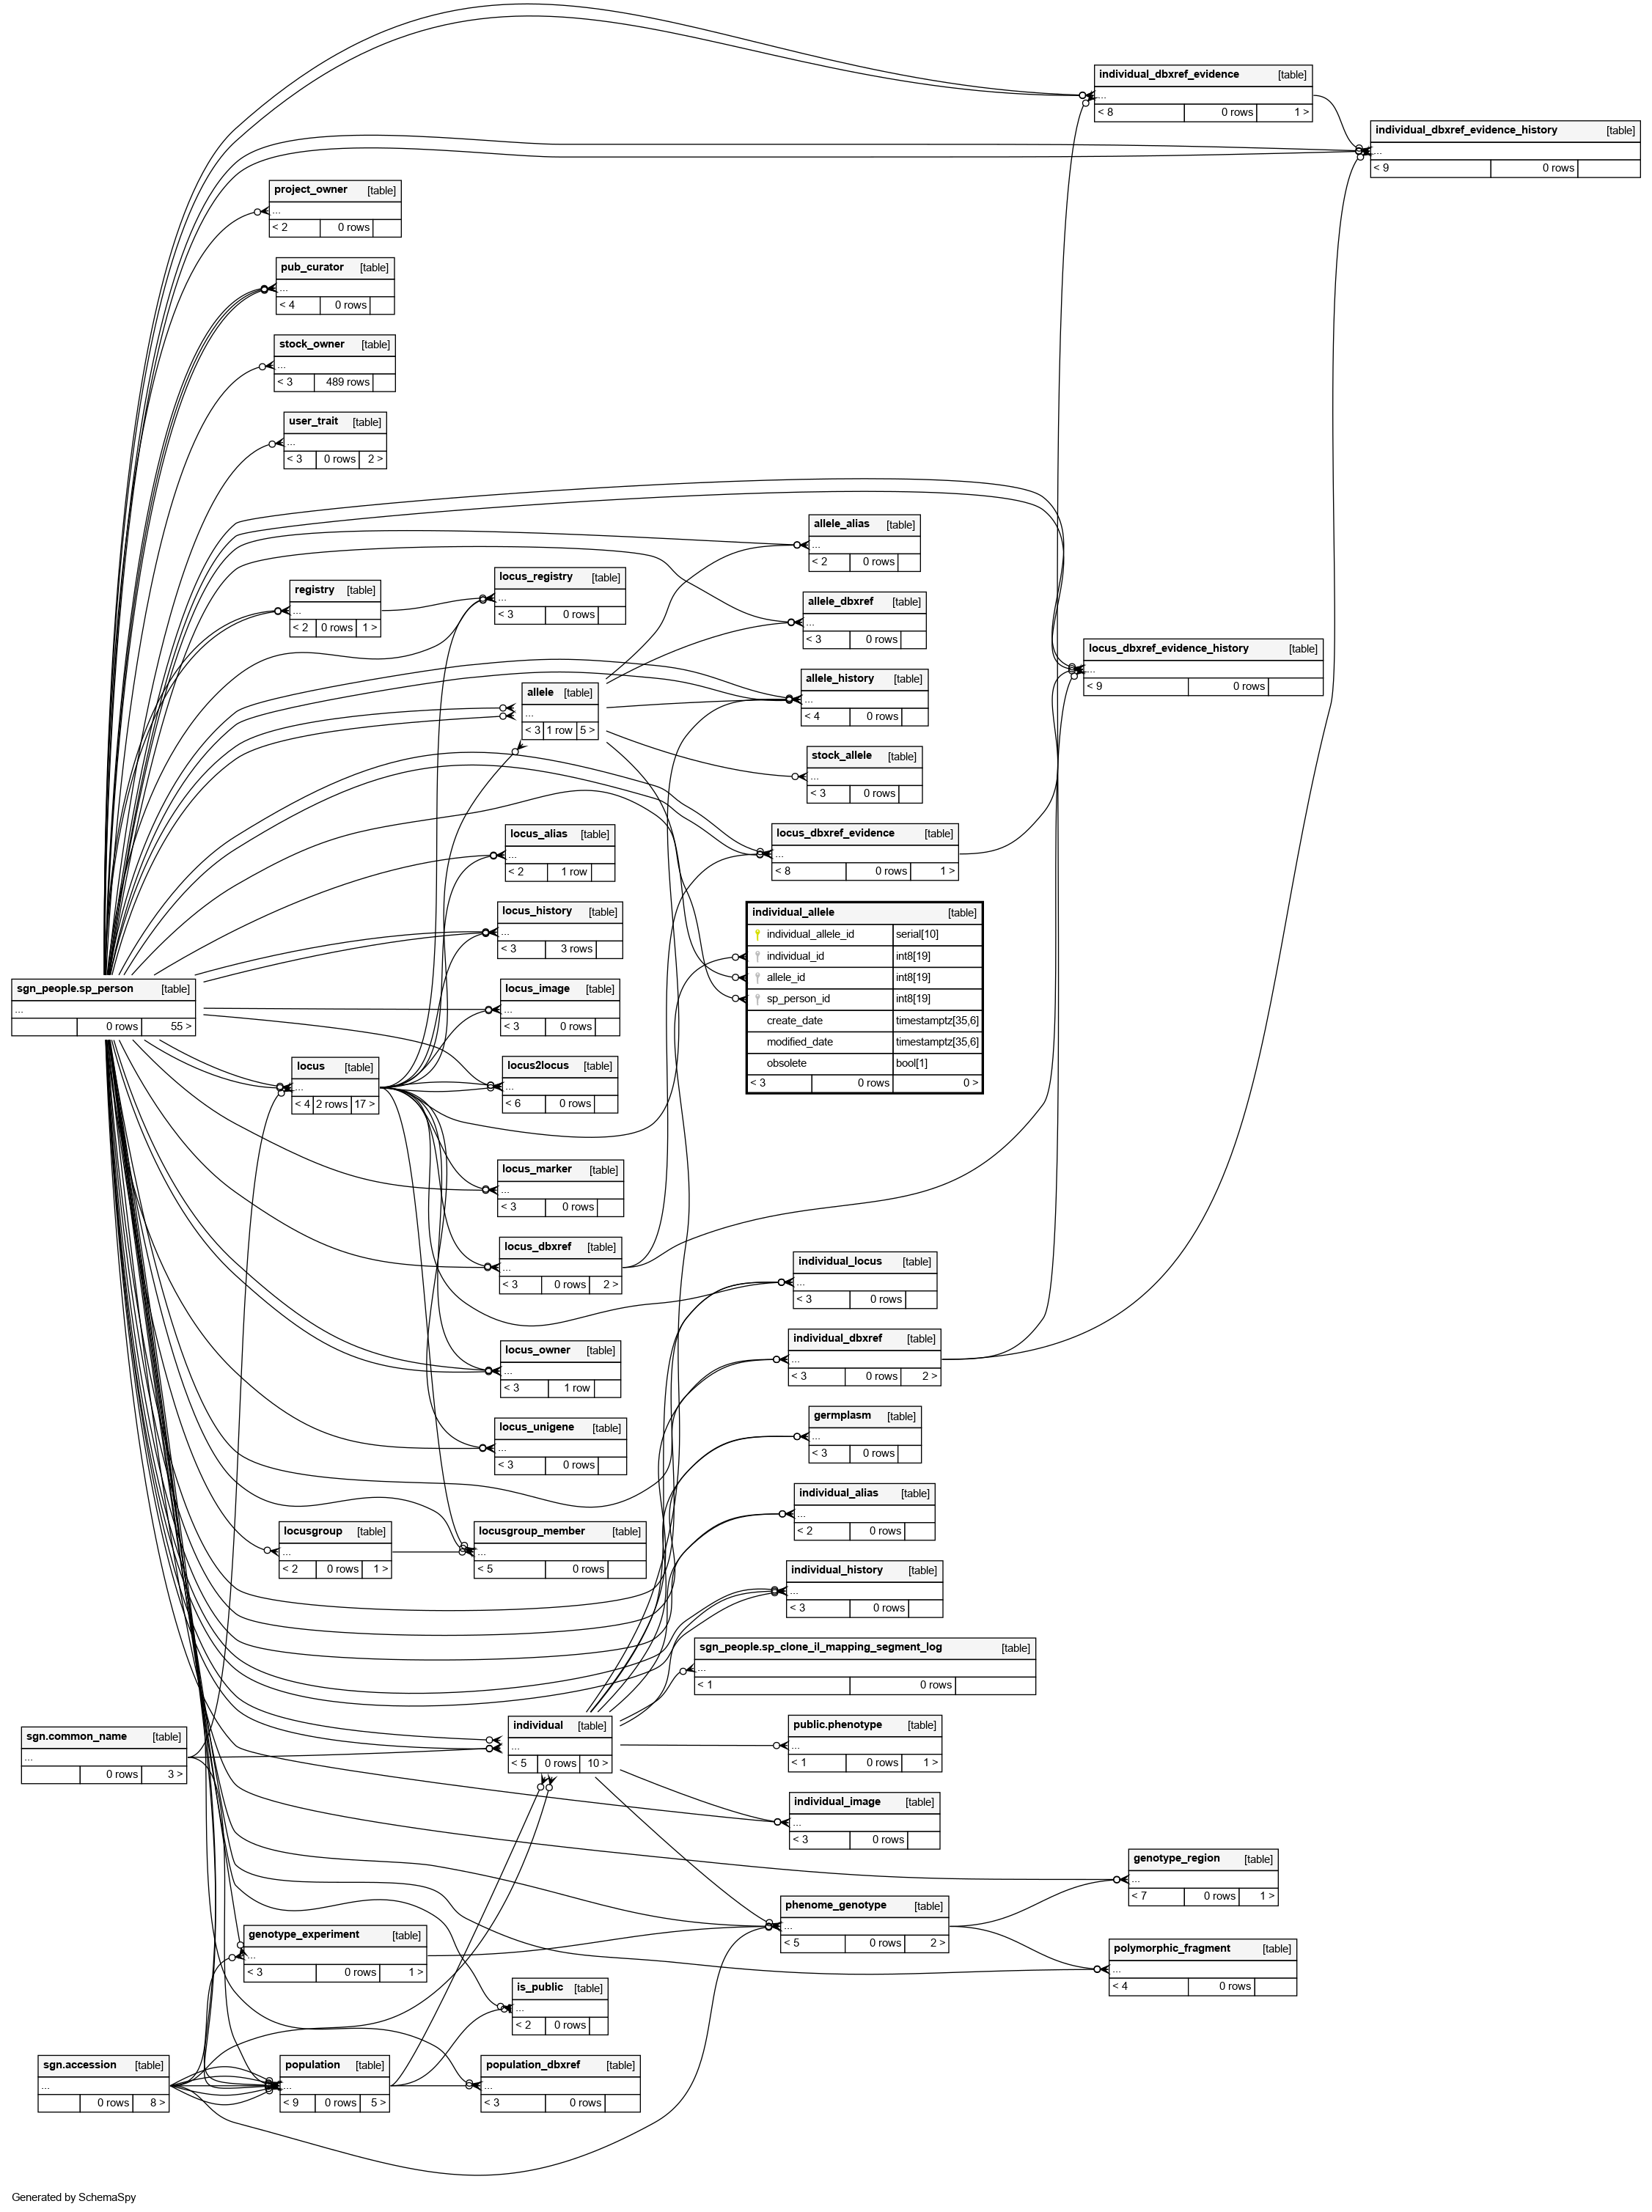 individual_dbxref_evidence [table]
...
< 8 0 rows 1 >
individual_dbxref_evidence_history [table]
...
< 9 0 rows
project_owner [table]
...
< 2 0 rows
pub_curator [table]
...
< 4 0 rows
stock_owner [table]
...
< 3 489 rows
user_trait [table]
...
< 3 0 rows 2 >
allele_alias [table]
...
< 2 0 rows
locus_registry [table]
...
< 3 0 rows
registry [table]
...
< 2 0 rows 1 >
allele_dbxref [table]
...
< 3 0 rows
locus_dbxref_evidence_history [table]
...
< 9 0 rows
allele_history [table]
...
< 4 0 rows
allele [table]
...
< 3 1 row 5 >
stock_allele [table]
...
< 3 0 rows
locus_dbxref_evidence [table]
...
< 8 0 rows 1 >
locus_alias [table]
...
< 2 1 row
individual_allele [table]
individual_allele_id serial[10]
individual_id int8[19]
allele_id int8[19]
sp_person_id int8[19]
create_date timestamptz[35,6]
modified_date timestamptz[35,6]
obsolete bool[1]
< 3 0 rows 0 >
locus_history [table]
...
< 3 3 rows
sgn_people.sp_person [table]
...
0 rows 55 >
locus_image [table]
...
< 3 0 rows
locus [table]
...
< 4 2 rows 17 >
locus2locus [table]
...
< 6 0 rows
locus_marker [table]
...
< 3 0 rows
locus_dbxref [table]
...
< 3 0 rows 2 >
individual_locus [table]
...
< 3 0 rows
individual_dbxref [table]
...
< 3 0 rows 2 >
locus_owner [table]
...
< 3 1 row
germplasm [table]
...
< 3 0 rows
locus_unigene [table]
...
< 3 0 rows
individual_alias [table]
...
< 2 0 rows
locusgroup [table]
...
< 2 0 rows 1 >
locusgroup_member [table]
...
< 5 0 rows
individual_history [table]
...
< 3 0 rows
sgn_people.sp_clone_il_mapping_segment_log [table]
...
< 1 0 rows
individual [table]
...
< 5 0 rows 10 >
public.phenotype [table]
...
< 1 0 rows 1 >
sgn.common_name [table]
...
0 rows 3 >
individual_image [table]
...
< 3 0 rows
genotype_region [table]
...
< 7 0 rows 1 >
phenome_genotype [table]
...
< 5 0 rows 2 >
genotype_experiment [table]
...
< 3 0 rows 1 >
polymorphic_fragment [table]
...
< 4 0 rows
is_public [table]
...
< 2 0 rows
sgn.accession [table]
...
0 rows 8 >
population [table]
...
< 9 0 rows 5 >
population_dbxref [table]
...
< 3 0 rows
Generated by SchemaSpy